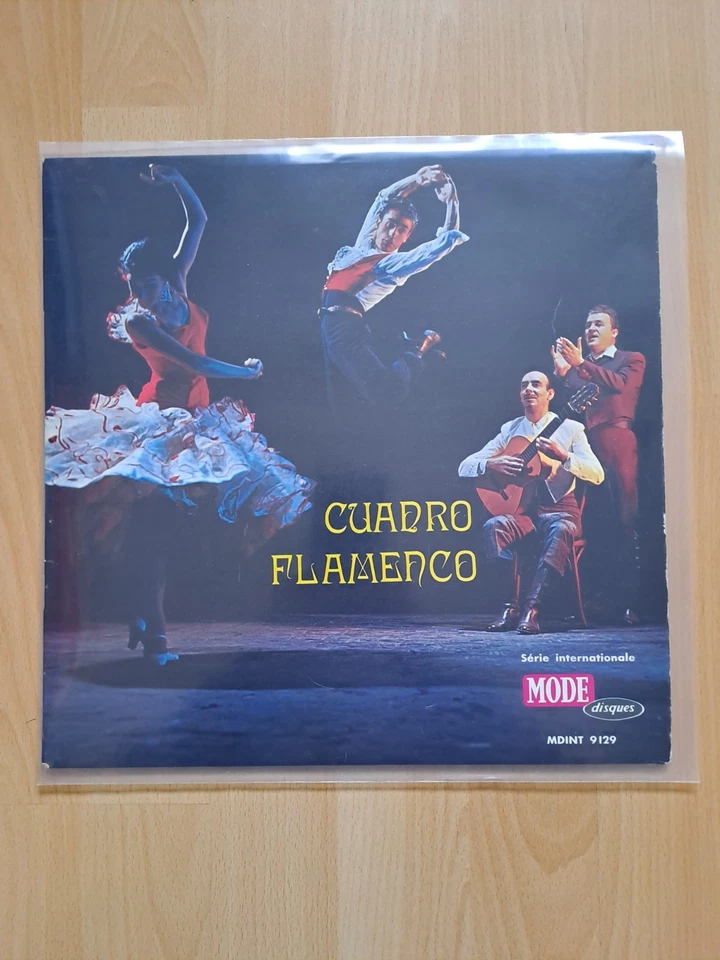 CUADRO
FLAMENCO
Série internationale
MODE
disques
MDINT 9129